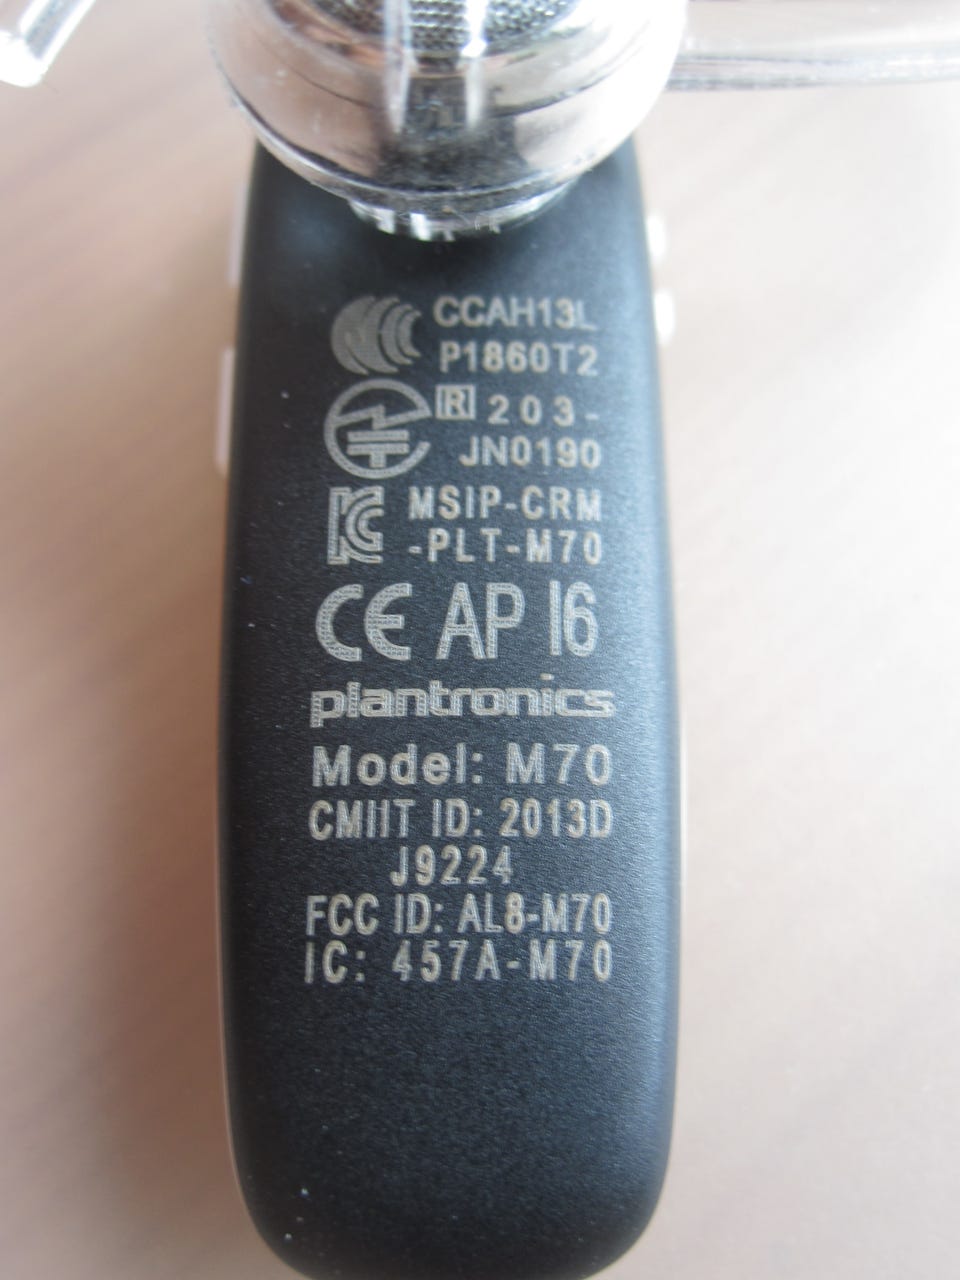 CCAH13L
P1860T2
R 203-
JN0190
MSIP-CRM
-PLT-M70
CE AP I6
plantronics
Model: M70
CMIIT ID: 2013D
J9224
FCC ID: AL8-M70
IC: 457A-M70